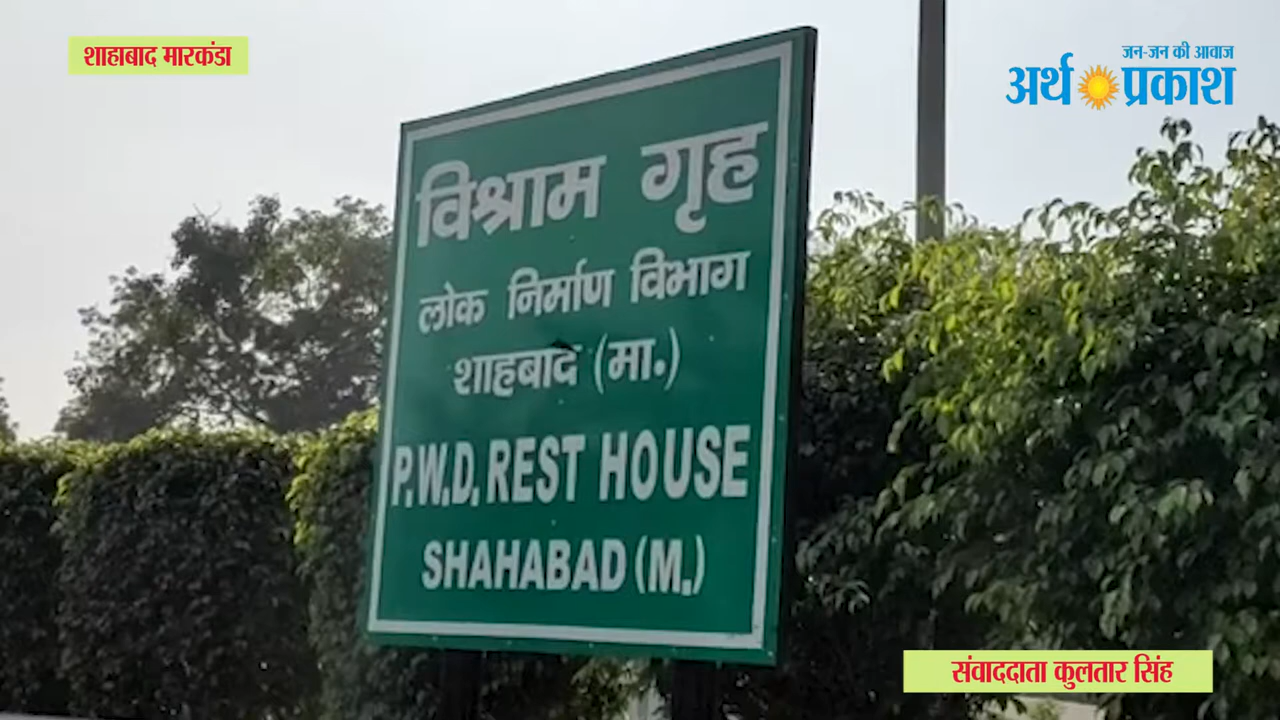 शाहाबाद मारकंडा
जन-जन की आवाज
अर्थ प्रकाश
विश्राम गृह
लोक निर्माण विभाग
शाहबाद (मा.)
P.W.D. REST HOUSE
SHAHABAD (M.)
संवाददाता कुलतार सिंह